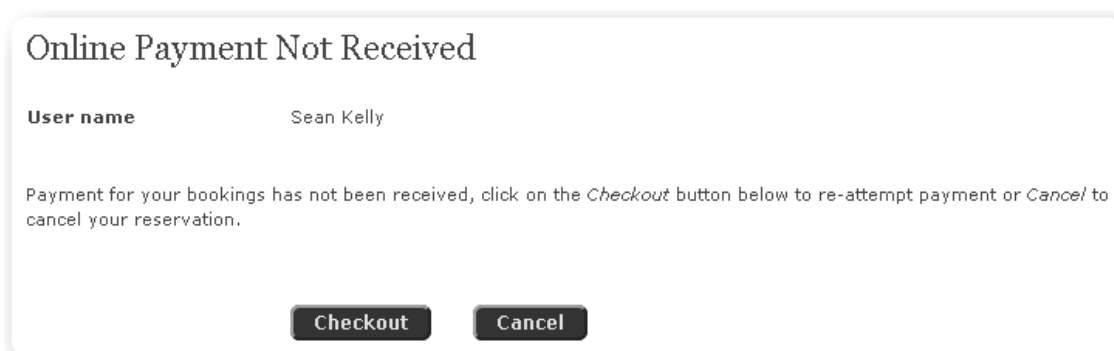 Online Payment Not Received
User name Sean Kelly
Payment for your bookings has not been received, click on the Checkout button below to re-attempt payment or Cancel to
cancel your reservation.
Checkout Cancel